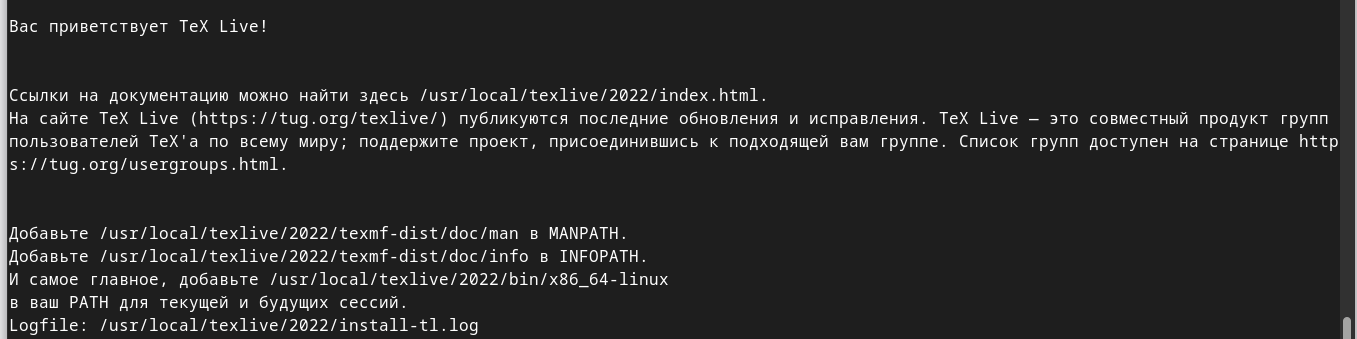 Вас приветствует TeX Live!
Ссылки на документацию можно найти здесь /usr/local/texlive/2022/index.html.
На сайте TeX Live (https://tug.org/texlive/) публикуются последние обновления и исправления. TeX Live – это совместный продукт групп
пользователей TeX'а по всему миру; поддержите проект, присоединившись к подходящей вам группе. Список групп доступен на странице http
s://tug.org/usergroups.html.
Добавьте /usr/local/texlive/2022/texmf-dist/doc/man в MANPATH.
Добавьте /usr/local/texlive/2022/texmf-dist/doc/info в INFOPATH.
И самое главное, добавьте /usr/local/texlive/2022/bin/x86_64-linux
в ваш PATH для текущей и будущих сессий.
Logfile: /usr/local/texlive/2022/install-tl.log